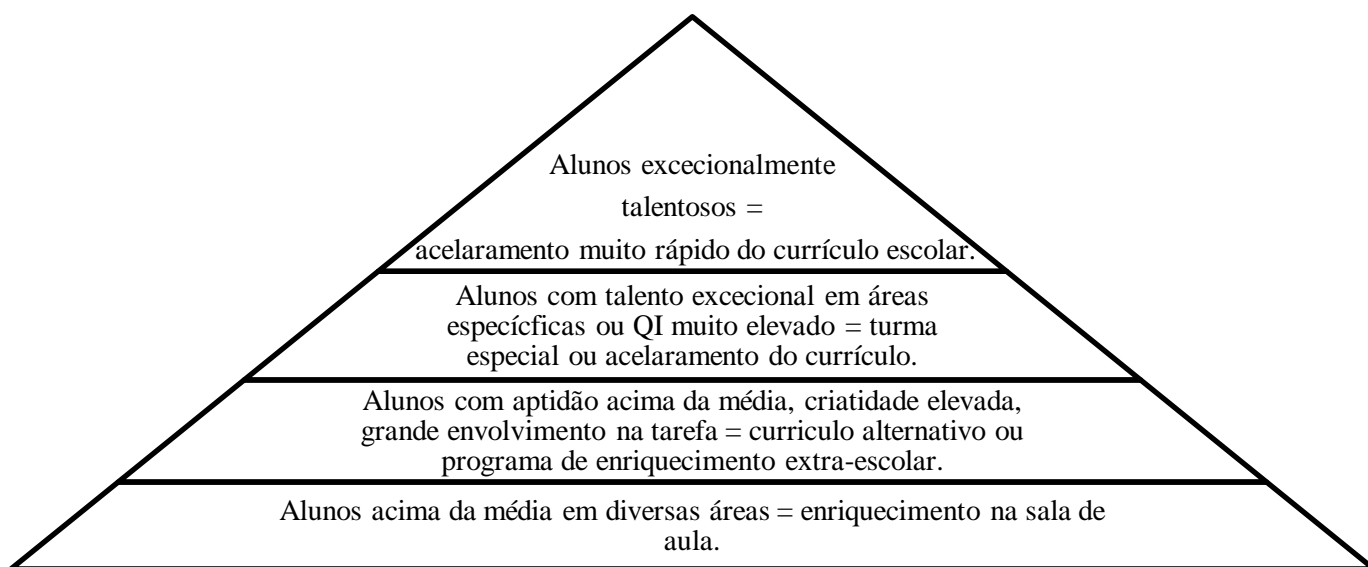 Alunos excecionalmente
talentosos =
acelaramento muito rápido do currículo escolar.
Alunos com talento excecional em áreas
especícficas ou QI muito elevado = turma
especial ou acelaramento do currículo.
Alunos com aptidão acima da média, criatidade elevada,
grande envolvimento na tarefa = curriculo alternativo ou
programa de enriquecimento extra-escolar.
Alunos acima da média em diversas áreas = enriquecimento na sala de
aula.